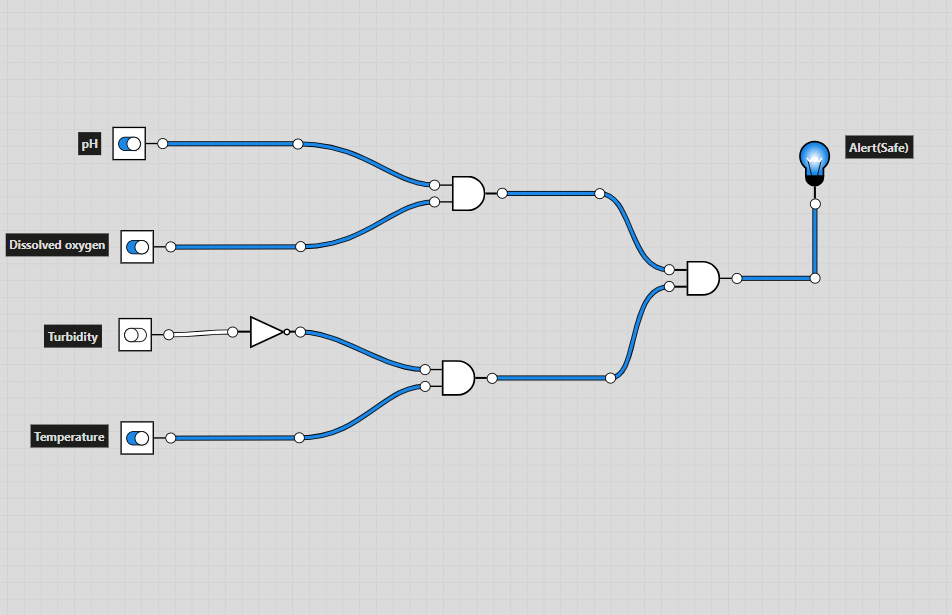 pH
Alert(Safe)
Dissolved oxygen
Turbidity
Temperature